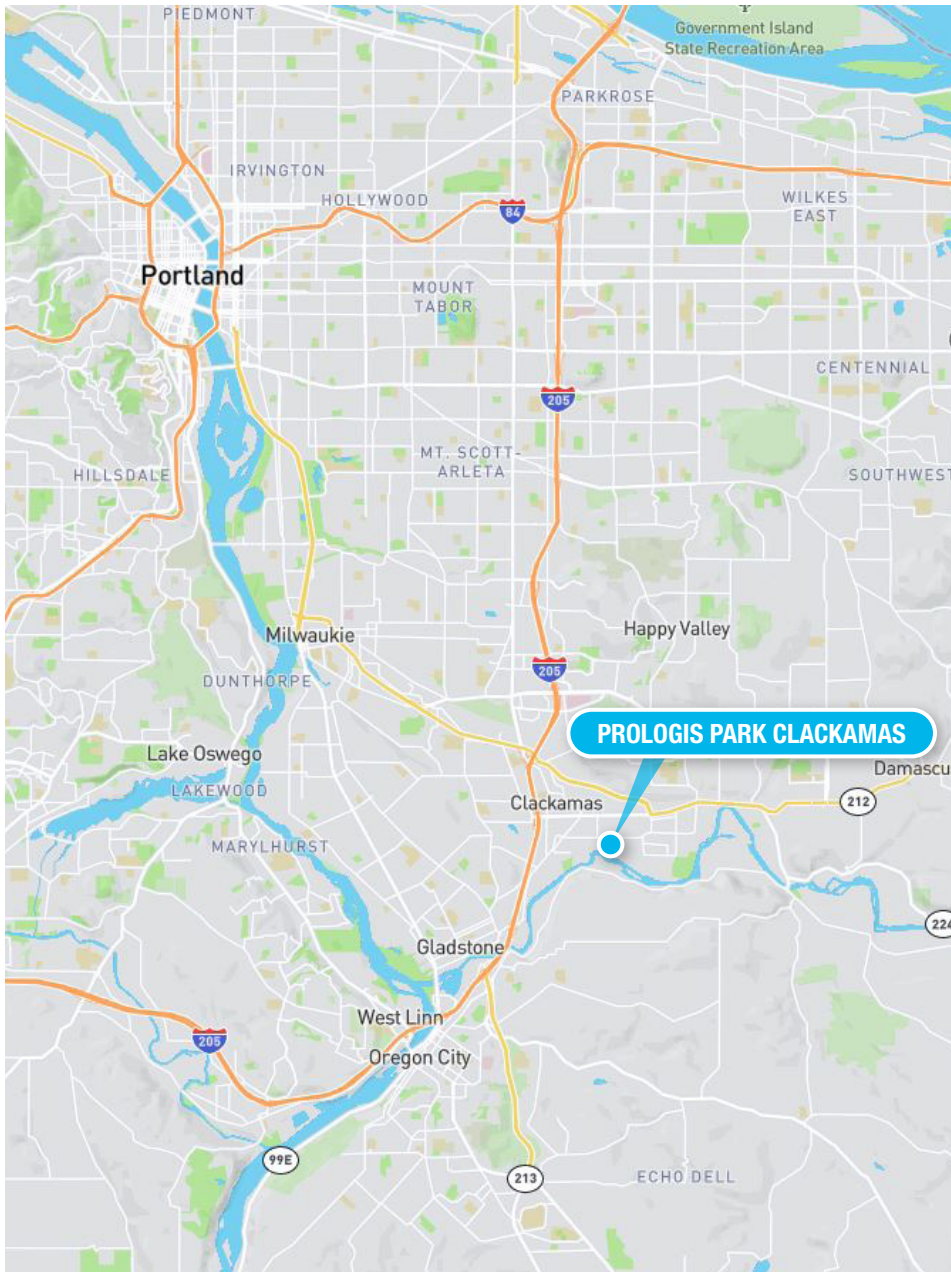 PIEDMONT
Government Island
State Recreation Area
PARKROSE
IRVINGTON
HOLLYWOOD
84
WILKES
EAST
Portland
MOUNT
TABOR
CENTENNIAL
205
MT. SCOTT-
ARLETA
HILLSDALE
SOUTHWEST
Milwaukie
Happy Valley
205
DUNTHORPE
PROLOGIS PARK CLACKAMAS
Lake Oswego
Damascu
LAKEWOOD
Clackamas
212
MARYLHURST
224
Gladstone
West Linn
205
Oregon City
99E
213
ECHO DELL